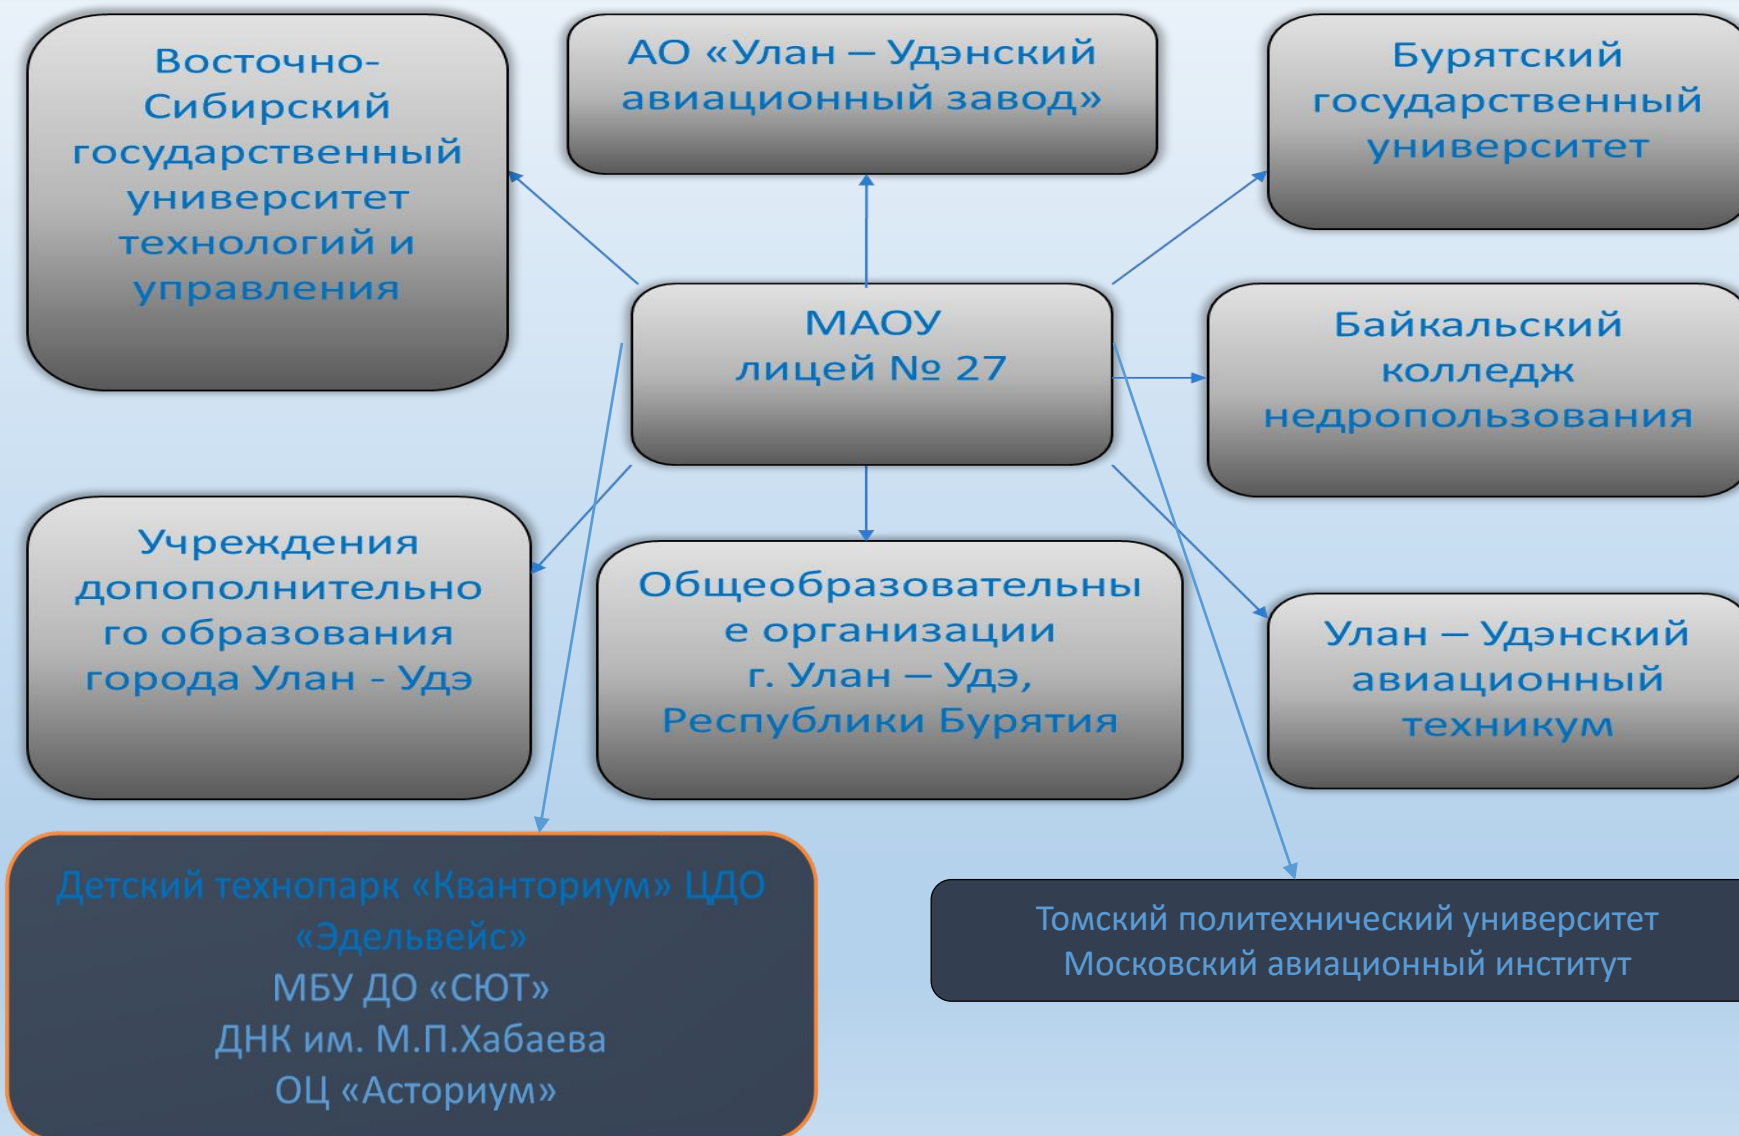 Восточно-
Сибирский
государственный
университет
технологий и
управления
АО «Улан – Удэнский
авиационный завод»
Бурятский
государственный
университет
МАОУ
лицей № 27
Байкальский
колледж
недропользования
Учреждения
допополнительно
го образования
города Улан - Удэ
Общеобразовательны
е организации
г. Улан – Удэ,
Республики Бурятия
Улан – Удэнский
авиационный
техникум
Детский технопарк «Кванториум» ЦДО
«Эдельвейс»
МБУ ДО «СЮТ»
ДНК им. М.П.Хабаева
ОЦ «Асториум»
Томский политехнический университет
Московский авиационный институт